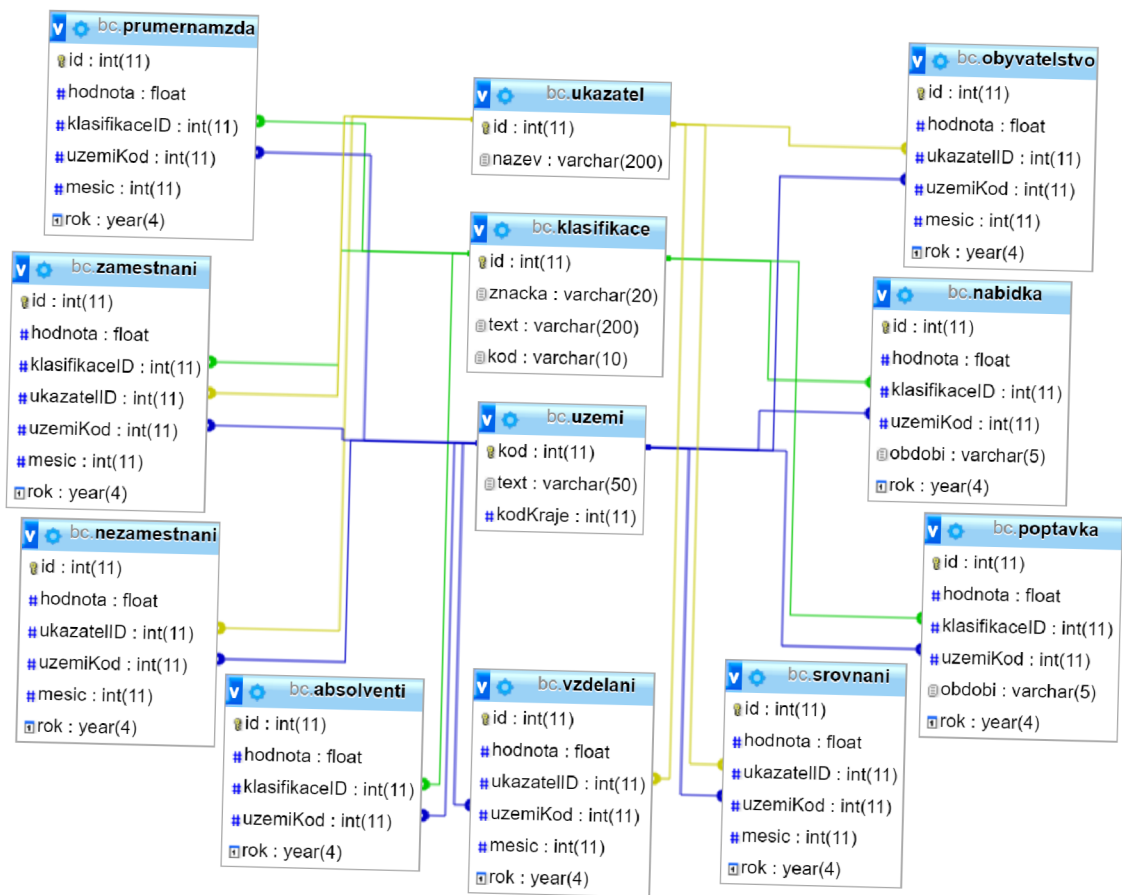 bc.prumernamzda
id : int(11)
hodnota : float
klasifikaceID : int(11)
uzemiKod : int(11)
mesic : int(11)
rok : year(4)
bc.ukazatel
id : int(11)
nazev : varchar(200)
bc.obyvatelstvo
id : int(11)
hodnota : float
ukazatelID : int(11)
uzemiKod : int(11)
mesic : int(11)
rok : year(4)
bc.klasifikace
id : int(11)
znacka : varchar(20)
text : varchar(200)
kod : varchar(10)
bc.zamestnani
id : int(11)
hodnota : float
klasifikaceID : int(11)
ukazatelID : int(11)
uzemiKod : int(11)
mesic : int(11)
rok : year(4)
bc.nabidka
id : int(11)
hodnota : float
klasifikaceID : int(11)
uzemiKod : int(11)
obdobi : varchar(5)
rok : year(4)
bc.uzemi
kod : int(11)
text : varchar(50)
kodKraje : int(11)
bc.nezamestnani
id : int(11)
hodnota : float
ukazatelID : int(11)
uzemiKod : int(11)
mesic : int(11)
rok : year(4)
bc.poptavka
id : int(11)
hodnota : float
klasifikaceID : int(11)
uzemiKod : int(11)
obdobi : varchar(5)
rok : year(4)
bc.absolventi
id : int(11)
hodnota : float
klasifikaceID : int(11)
uzemiKod : int(11)
rok : year(4)
bc.vzdelani
id : int(11)
hodnota : float
ukazatelID : int(11)
uzemiKod : int(11)
mesic : int(11)
rok : year(4)
bc.srovnani
id : int(11)
hodnota : float
ukazatelID : int(11)
uzemiKod : int(11)
mesic : int(11)
rok : year(4)